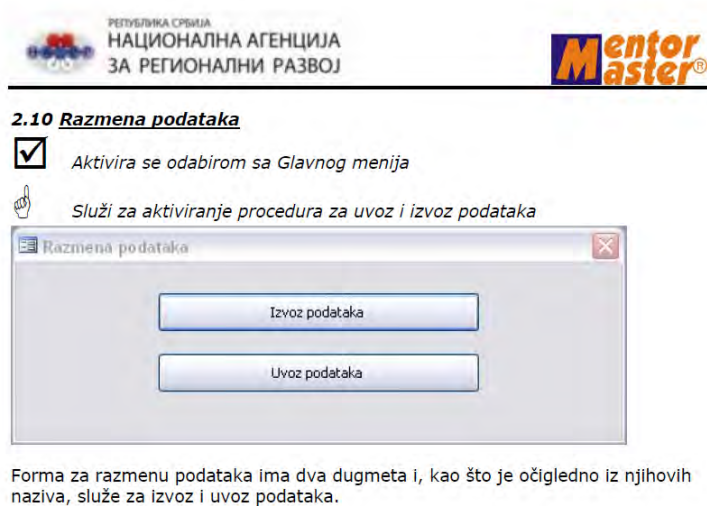 РЕПУБЛИКА СРБИЈА
НАЦИОНАЛНА АГЕНЦИЈА
ЗА РЕГИОНАЛНИ РАЗВОЈ
Mentor
Master®
2.10 Razmena podataka
Aktivira se odabirom sa Glavnog menija
Služi za aktiviranje procedura za uvoz i izvoz podataka
Razmena podataka
Izvoz podataka
Uvoz podataka
Forma za razmenu podataka ima dva dugmeta i, kao što je očigledno iz njihovih
naziva, služe za izvoz i uvoz podataka.